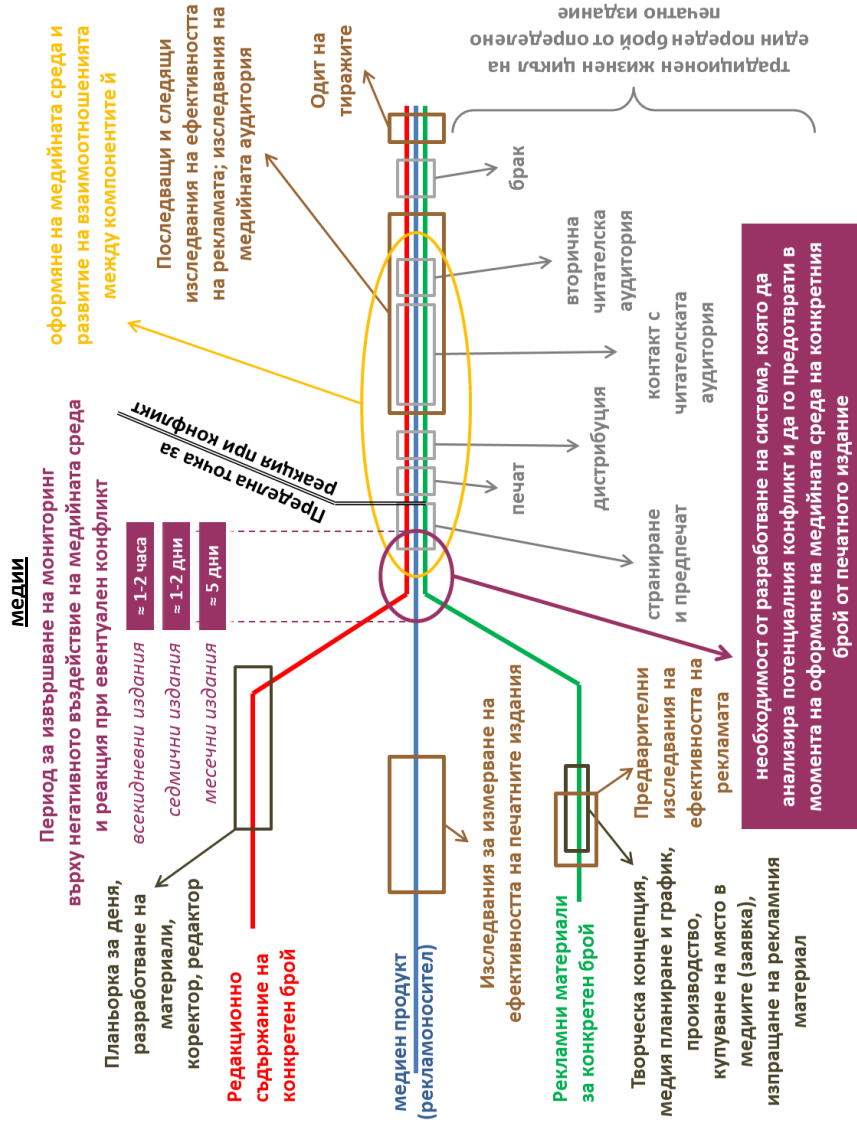 медии
Период за извършване на мониторинг
върху негативното въздействие на медийната среда
и реакция при евентуален конфликт
всекидневни издания
≈ 1-2 часа
седмични издания
≈ 1-2 дни
месечни издания
≈ 5 дни
Пределна точка за
реакция при конфликт
оформяне на медийната среда и
развитие на взаимоотношенията
между компонентите ѝ
Последващи и следящи
изследвания на ефективността
на рекламата; изследвания на
медийната аудитория
Одит на
тиражите
Планьорка за деня,
разработване на
материали,
коректор, редактор
Редакционно
съдържание на
конкретен брой
медиен продукт
(рекламоносител)
Изследвания за измерване на
ефективността на печатните издания
Рекламни материали
за конкретен брой
Творческа концепция,
медия планиране и график,
производство,
купуване на място в
медиите (заявка),
изпращане на рекламния
материал
Предварителни
изследвания на
ефективността на
рекламата
страниране
и предпечат
печат
дистрибуция
контакт с
читателската
аудитория
вторична
читателска
аудитория
брак
традиционен жизнен цикъл на
един пореден брой от определено
печатно издание
необходимост от разработване на система, която да
анализира потенциалния конфликт и да го предотврати в
момента на оформяне на медийната среда на конкретния
брой от печатното издание